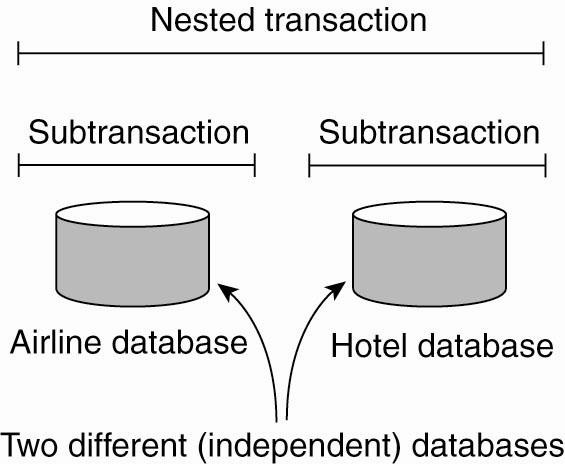 Nested transaction
Subtransaction
Subtransaction
Airline database
Hotel database
Two different (independent) databases